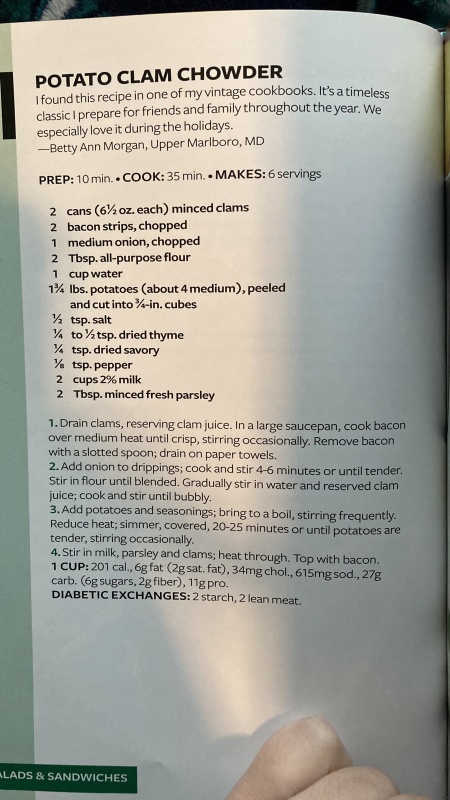 POTATO CLAM CHOWDER
I found this recipe in one of my vintage cookbooks. It's a timeless
classic I prepare for friends and family throughout the year. We
especially love it during the holidays.
—Betty Ann Morgan, Upper Marlboro, MD
PREP: 10 min. • COOK: 35 min. • MAKES: 6 servings
2 cans (6½ oz. each) minced clams
2 bacon strips, chopped
1 medium onion, chopped
2 Tbsp. all-purpose flour
1 cup water
1¾ lbs. potatoes (about 4 medium), peeled
and cut into ¾-in. cubes
½ tsp. salt
¼ to ½ tsp. dried thyme
¼ tsp. dried savory
⅛ tsp. pepper
2 cups 2% milk
2 Tbsp. minced fresh parsley
1. Drain clams, reserving clam juice. In a large saucepan, cook bacon
over medium heat until crisp, stirring occasionally. Remove bacon
with a slotted spoon; drain on paper towels.
2. Add onion to drippings; cook and stir 4-6 minutes or until tender.
Stir in flour until blended. Gradually stir in water and reserved clam
juice; cook and stir until bubbly.
3. Add potatoes and seasonings; bring to a boil, stirring frequently.
Reduce heat; simmer, covered, 20-25 minutes or until potatoes are
tender, stirring occasionally.
4. Stir in milk, parsley and clams; heat through. Top with bacon.
1 CUP: 201 cal., 6g fat (2g sat. fat), 34mg chol., 615mg sod., 27g
carb. (6g sugars, 2g fiber), 11g pro.
DIABETIC EXCHANGES: 2 starch, 2 lean meat.
ALADS & SANDWICHES